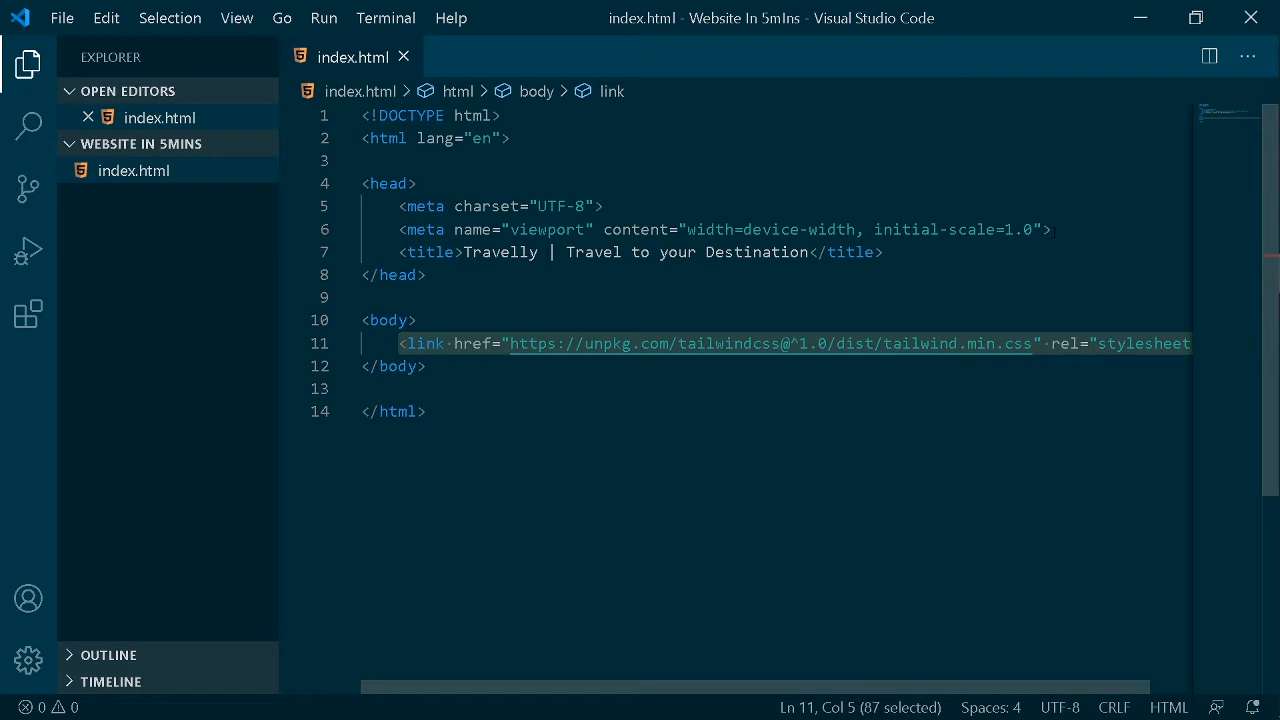 File Edit Selection View Go Run Terminal Help index.html - Website In 5mIns - Visual Studio Code
EXPLORER
OPEN EDITORS
index.html
WEBSITE IN 5MINS
index.html
OUTLINE
TIMELINE
index.html
index.html > html > body > link
1 <!DOCTYPE html>
2 <html lang="en">
3
4 <head>
5 <meta charset="UTF-8">
6 <meta name="viewport" content="width=device-width, initial-scale=1.0">
7 <title>Travelly | Travel to your Destination</title>
8 </head>
9
10 <body>
11 <link href="https://unpkg.com/tailwindcss@^1.0/dist/tailwind.min.css" rel="stylesheet
12 </body>
13
14 </html>
0 0 Ln 11, Col 5 (87 selected) Spaces: 4 UTF-8 CRLF HTML